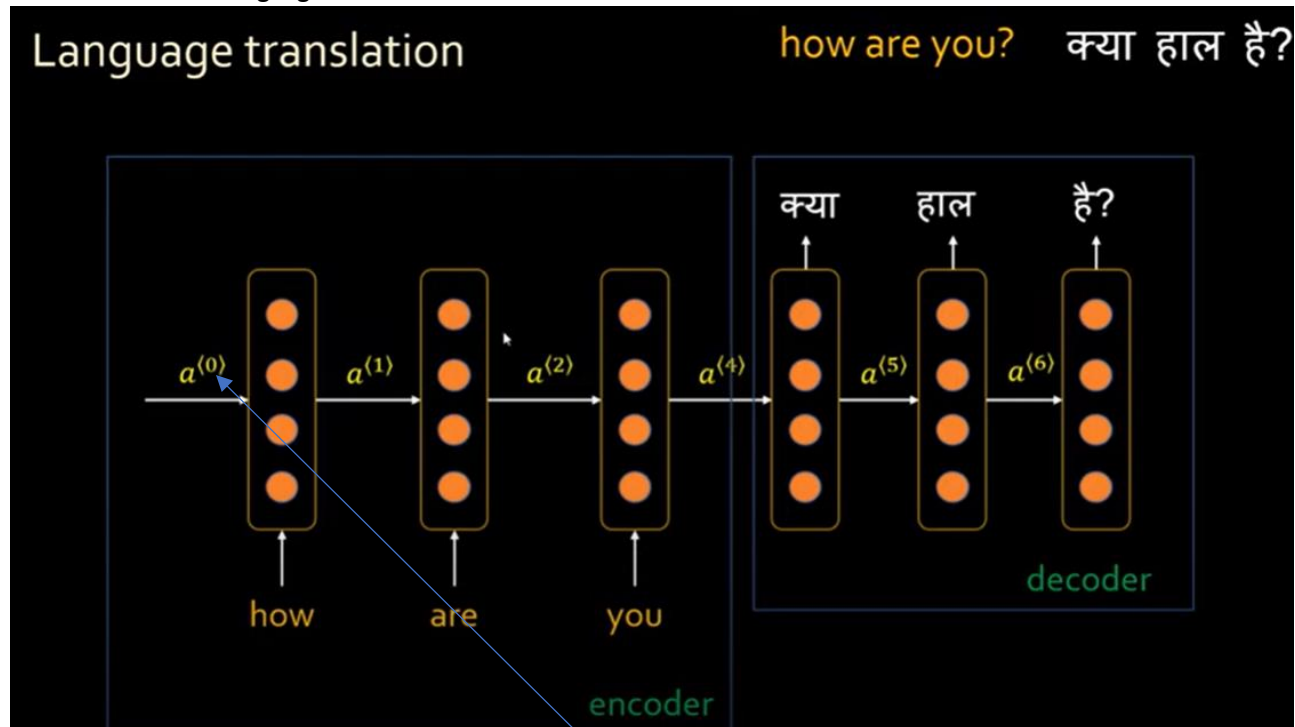 Language translation
how are you? क्या हाल है?
क्या हाल है?
a⟨0⟩ a⟨1⟩ a⟨2⟩ a⟨4⟩ a⟨5⟩ a⟨6⟩
decoder
how are you
encoder